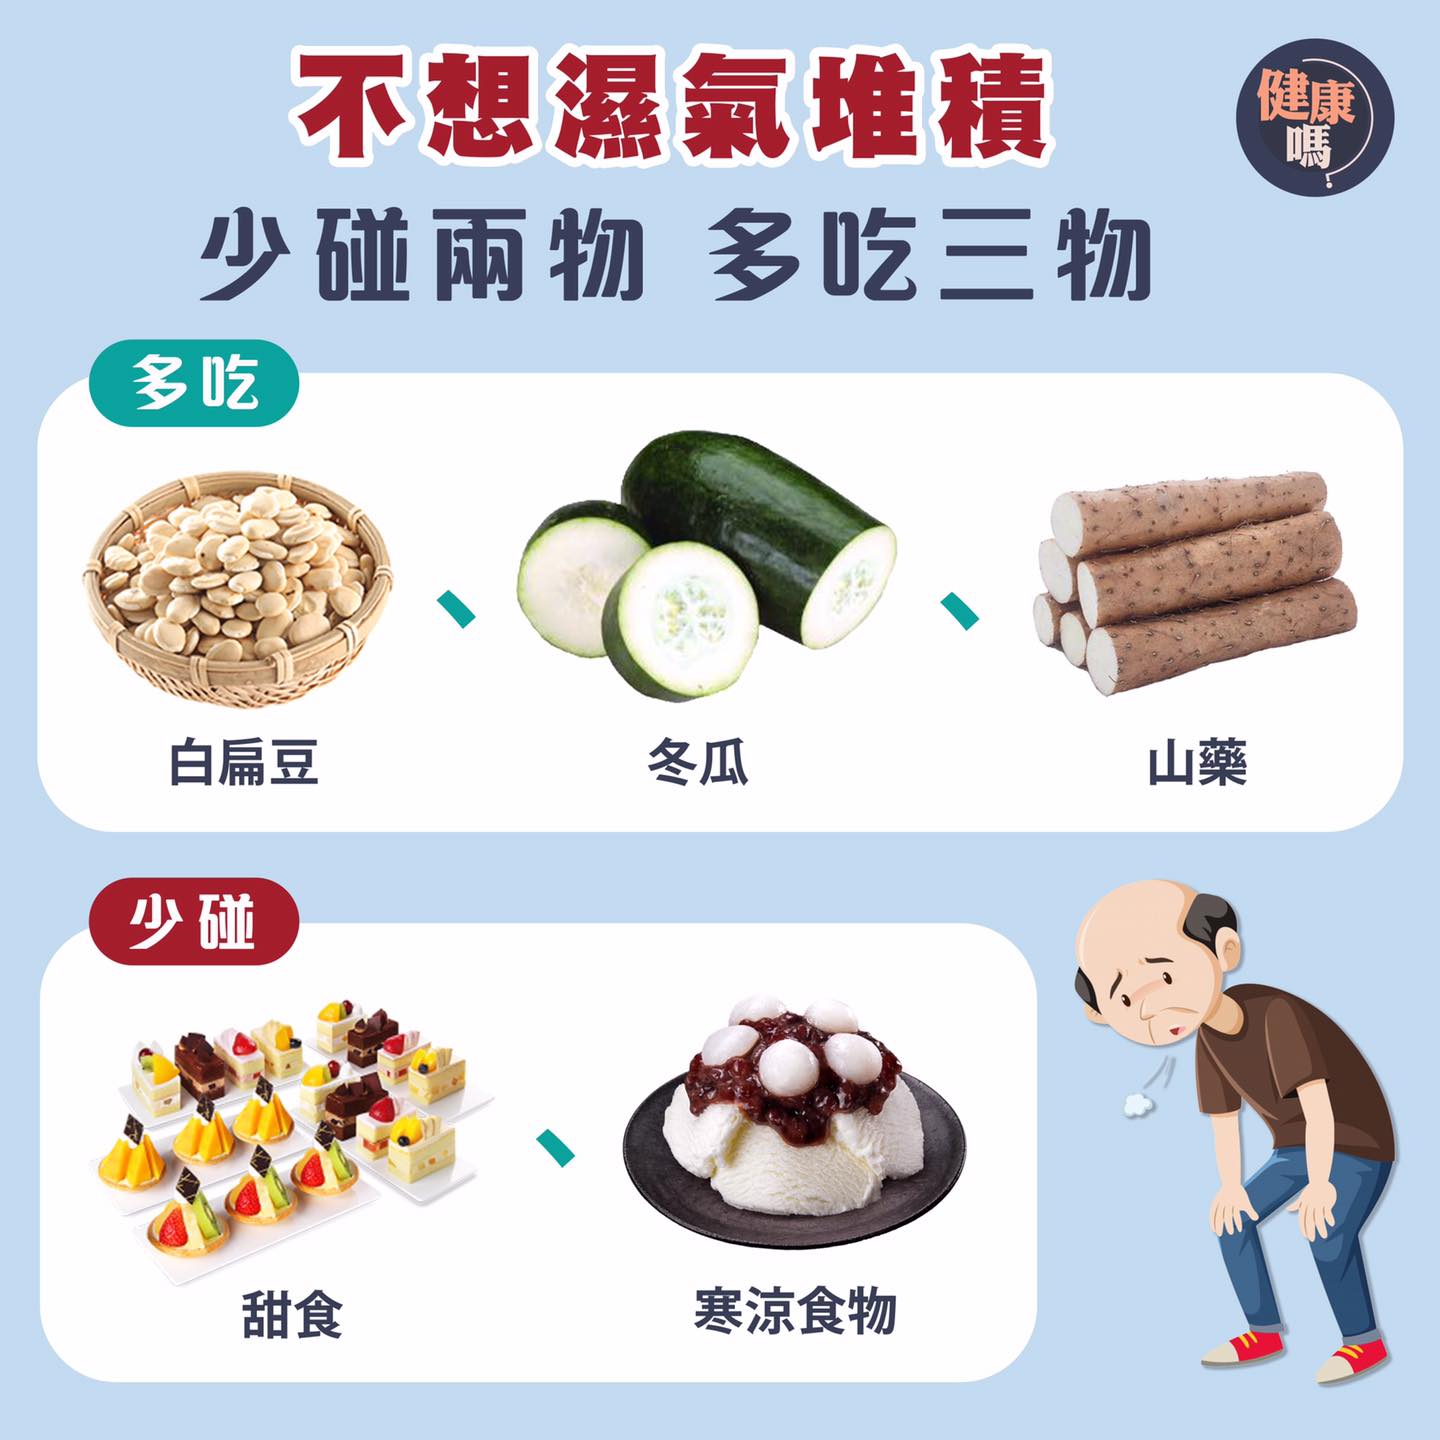 不想濕氣堆積
健康
嗎?
少碰兩物 多吃三物
多吃
白扁豆、冬瓜、山藥
少碰
甜食、寒涼食物